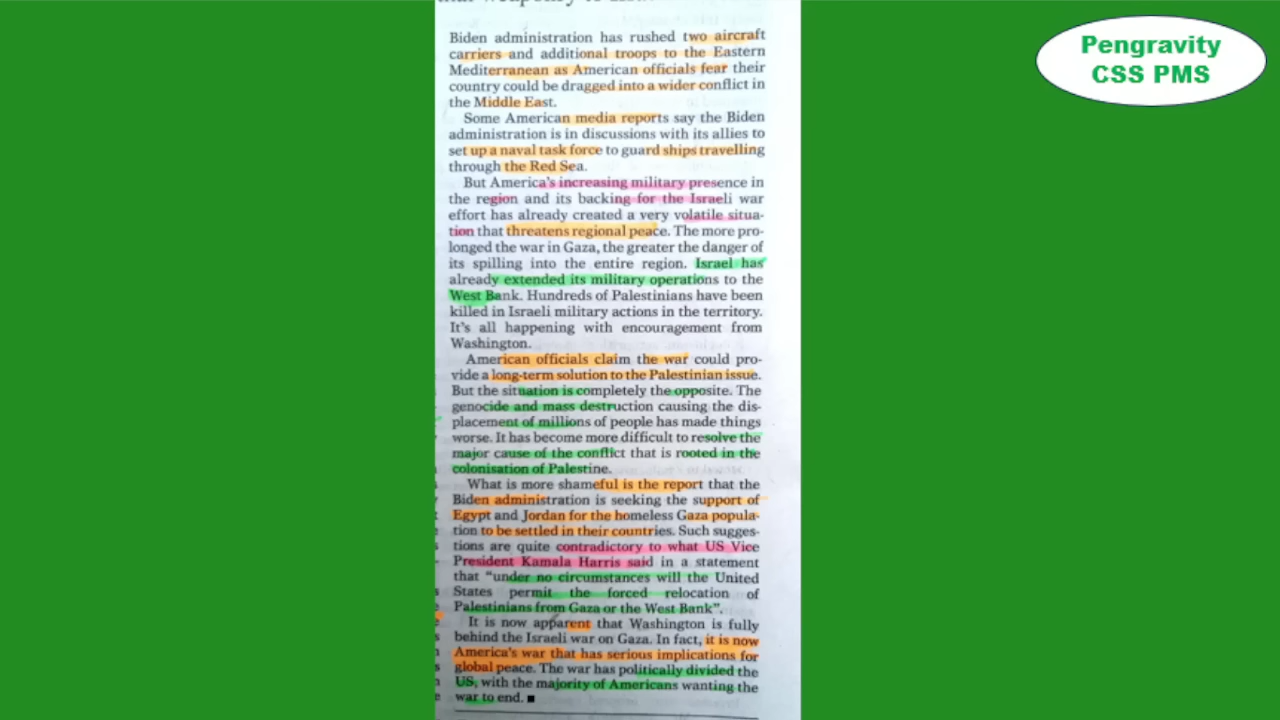 Biden administration has rushed two aircraft
carriers and additional troops to the Eastern
Mediterranean as American officials fear their
country could be dragged into a wider conflict in
the Middle East.
Some American media reports say the Biden
administration is in discussions with its allies to
set up a naval task force to guard ships travelling
through the Red Sea.
But America's increasing military presence in
the region and its backing for the Israeli war
effort has already created a very volatile situa-
tion that threatens regional peace. The more pro-
longed the war in Gaza, the greater the danger of
its spilling into the entire region. Israel has
already extended its military operations to the
West Bank. Hundreds of Palestinians have been
killed in Israeli military actions in the territory.
It's all happening with encouragement from
Washington.
American officials claim the war could pro-
vide a long-term solution to the Palestinian issue.
But the situation is completely the opposite. The
genocide and mass destruction causing the dis-
placement of millions of people has made things
worse. It has become more difficult to resolve the
major cause of the conflict that is rooted in the
colonisation of Palestine.
What is more shameful is the report that the
Biden administration is seeking the support of
Egypt and Jordan for the homeless Gaza popula-
tion to be settled in their countries. Such sugges-
tions are quite contradictory to what US Vice
President Kamala Harris said in a statement
that “under no circumstances will the United
States permit the forced relocation of
Palestinians from Gaza or the West Bank”.
It is now apparent that Washington is fully
behind the Israeli war on Gaza. In fact, it is now
America's war that has serious implications for
global peace. The war has politically divided the
US, with the majority of Americans wanting the
war to end. ■
Pengravity
CSS PMS